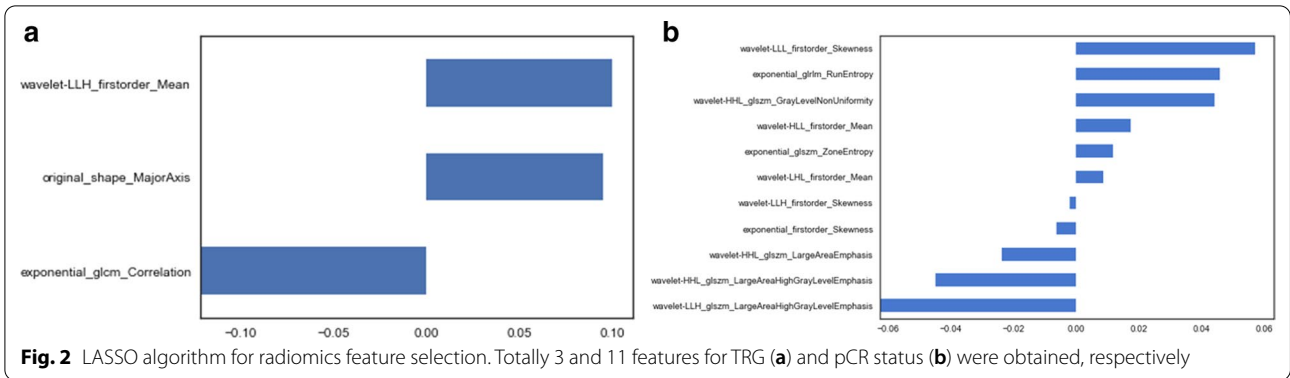 a
wavelet-LLH_firstorder_Mean
original_shape_MajorAxis
exponential_glcm_Correlation
-0.10 -0.05 0.00 0.05 0.10
b
wavelet-LLL_firstorder_Skewness
exponential_glrlm_RunEntropy
wavelet-HHL_glszm_GrayLevelNonUniformity
wavelet-HLL_firstorder_Mean
exponential_glszm_ZoneEntropy
wavelet-LHL_firstorder_Mean
wavelet-LLH_firstorder_Skewness
exponential_firstorder_Skewness
wavelet-HHL_glszm_LargeAreaEmphasis
wavelet-HHL_glszm_LargeAreaHighGrayLevelEmphasis
wavelet-LLH_glszm_LargeAreaHighGrayLevelEmphasis
-0.06 -0.04 -0.02 0.00 0.02 0.04 0.06
Fig. 2 LASSO algorithm for radiomics feature selection. Totally 3 and 11 features for TRG (a) and pCR status (b) were obtained, respectively